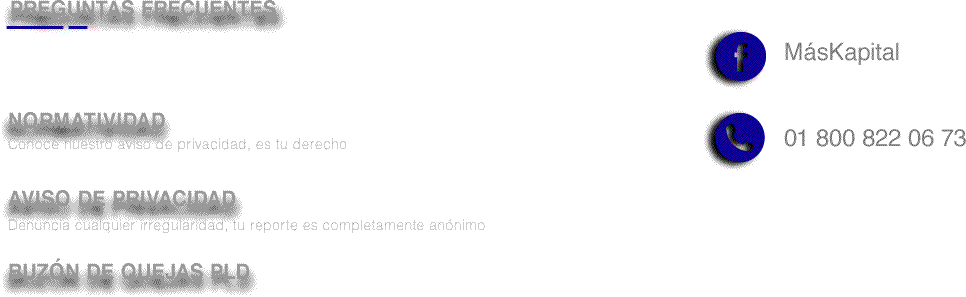 PREGUNTAS FRECUENTES
NORMATIVIDAD
Conoce nuestro aviso de privacidad, es tu derecho
AVISO DE PRIVACIDAD
Denuncia cualquier irregularidad, tu reporte es completamente anónimo
BUZÓN DE QUEJAS PLD
MásKapital
01 800 822 06 73